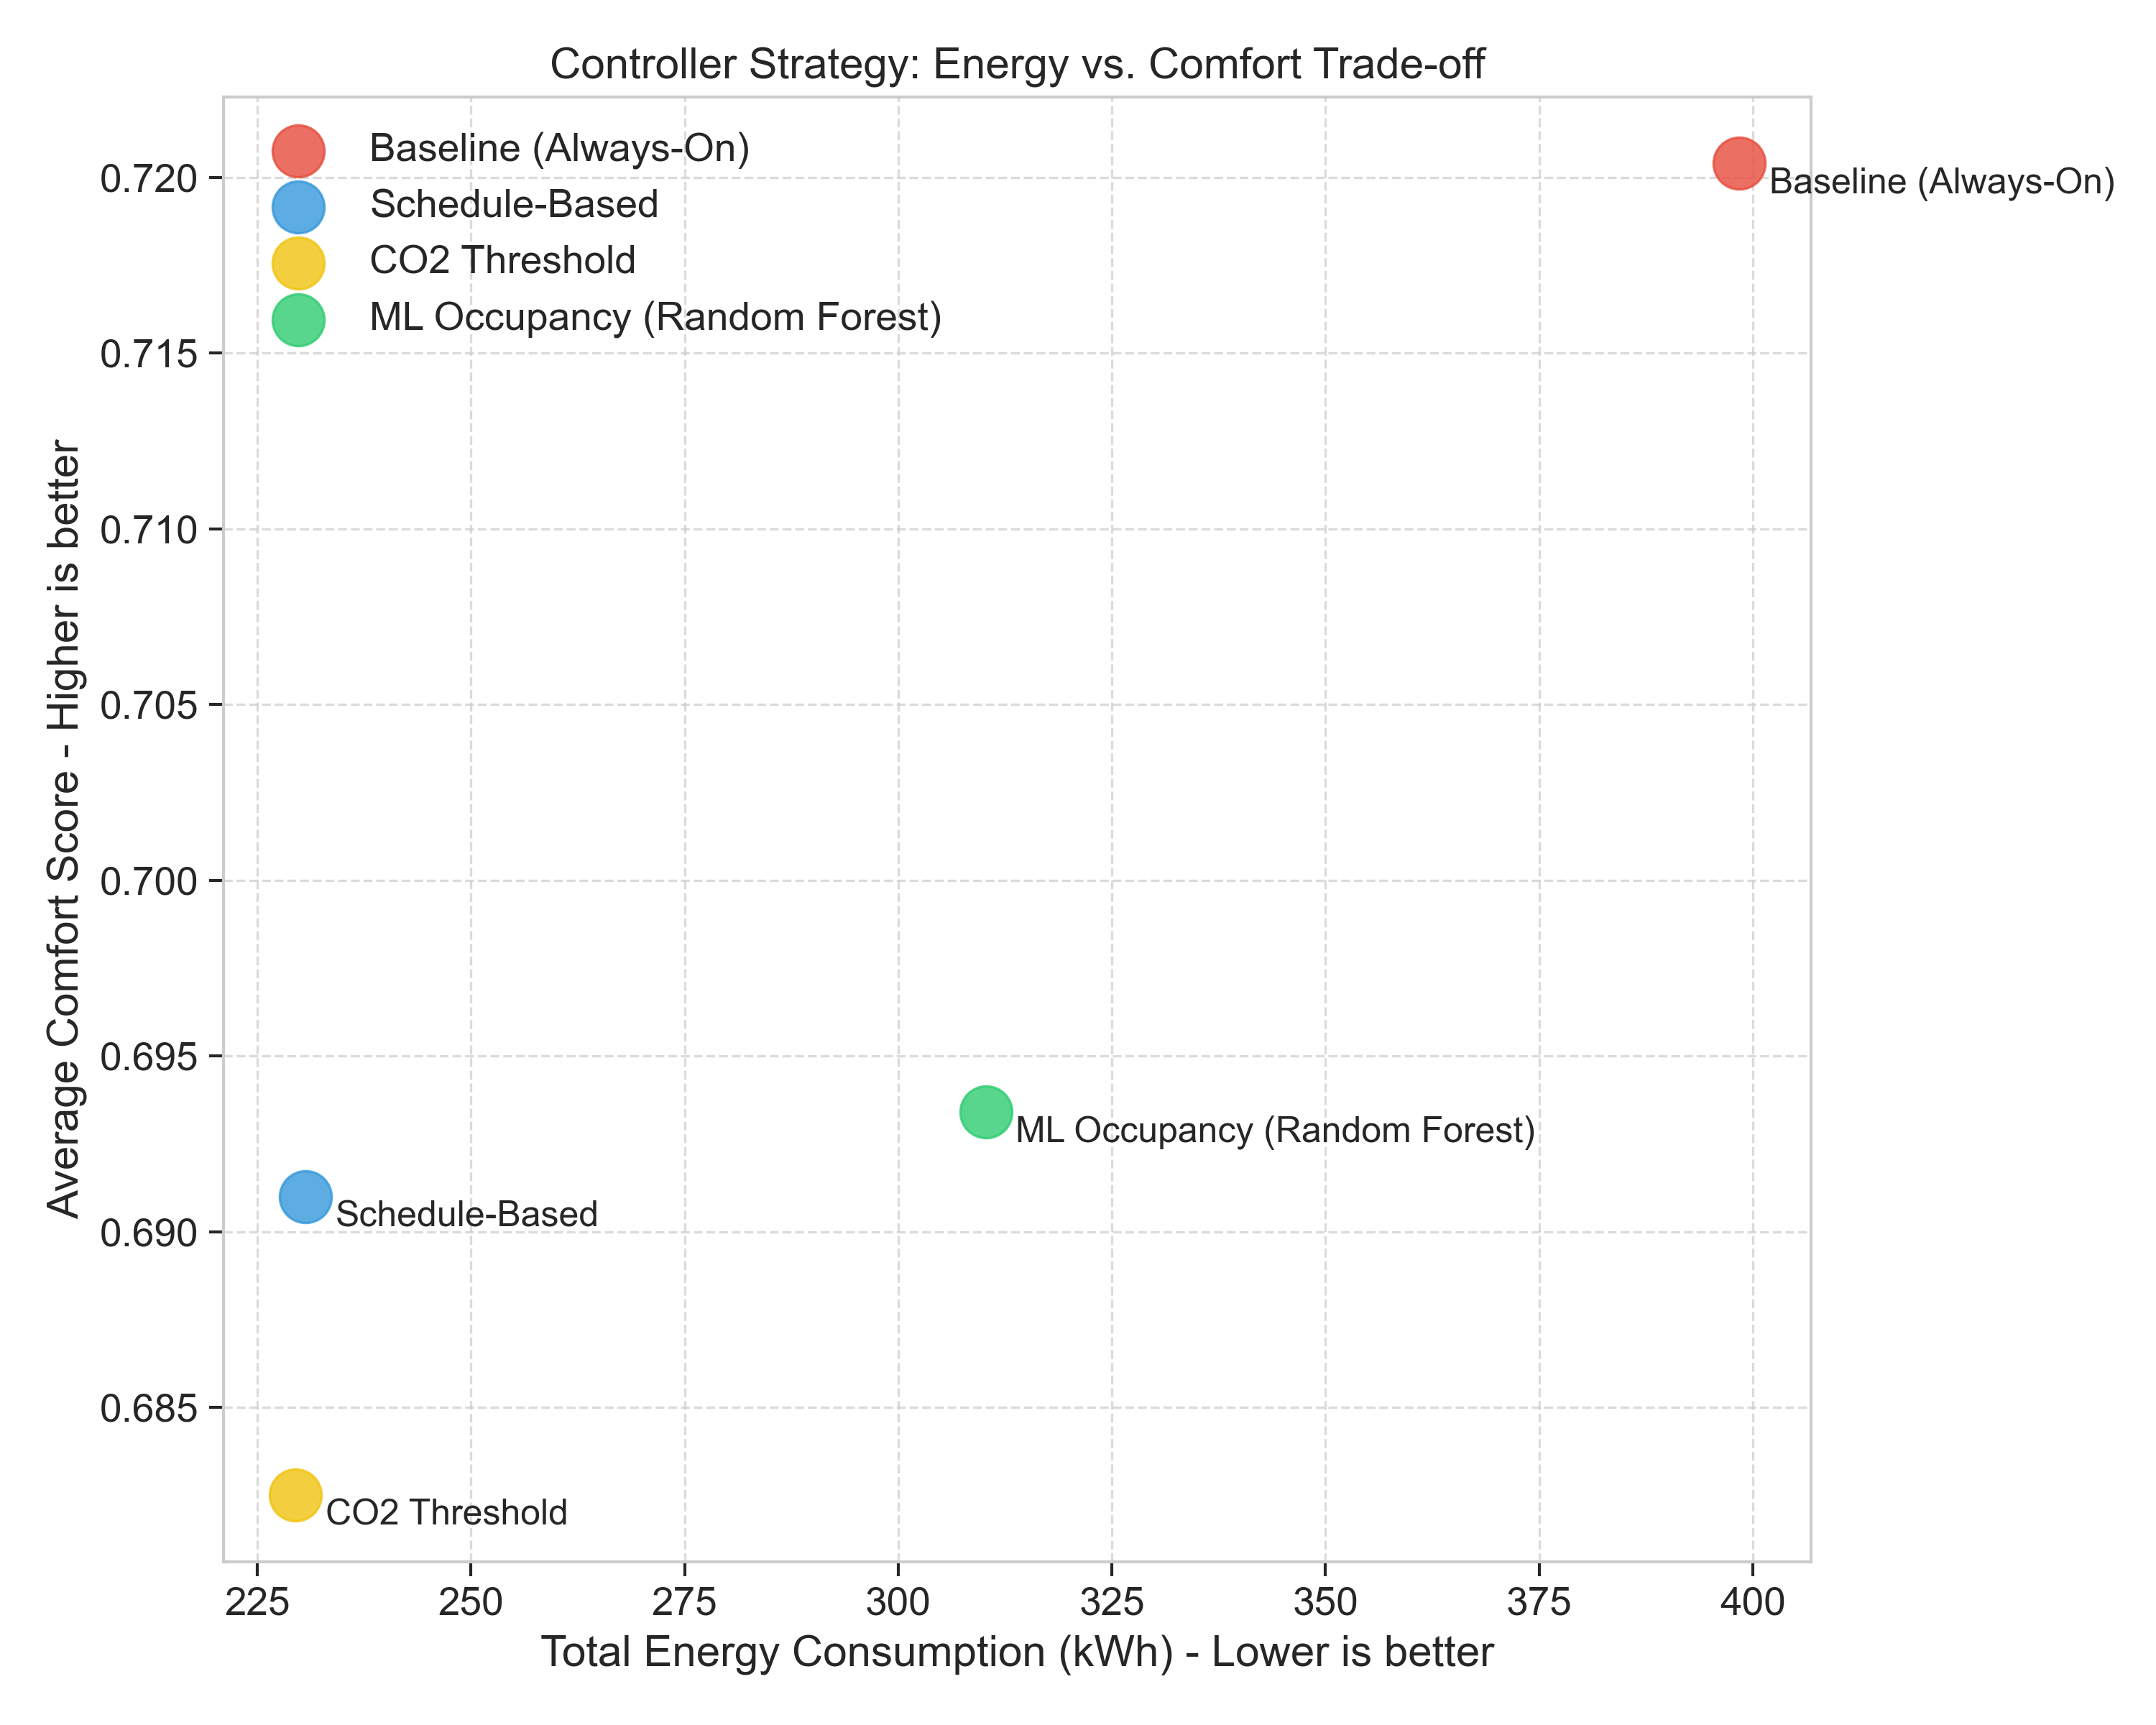 Controller Strategy: Energy vs. Comfort Trade-off
Baseline (Always-On)
Schedule-Based
CO2 Threshold
ML Occupancy (Random Forest)
Baseline (Always-On)
ML Occupancy (Random Forest)
Schedule-Based
CO2 Threshold
Average Comfort Score - Higher is better
0.720
0.715
0.710
0.705
0.700
0.695
0.690
0.685
225 250 275 300 325 350 375 400
Total Energy Consumption (kWh) - Lower is better